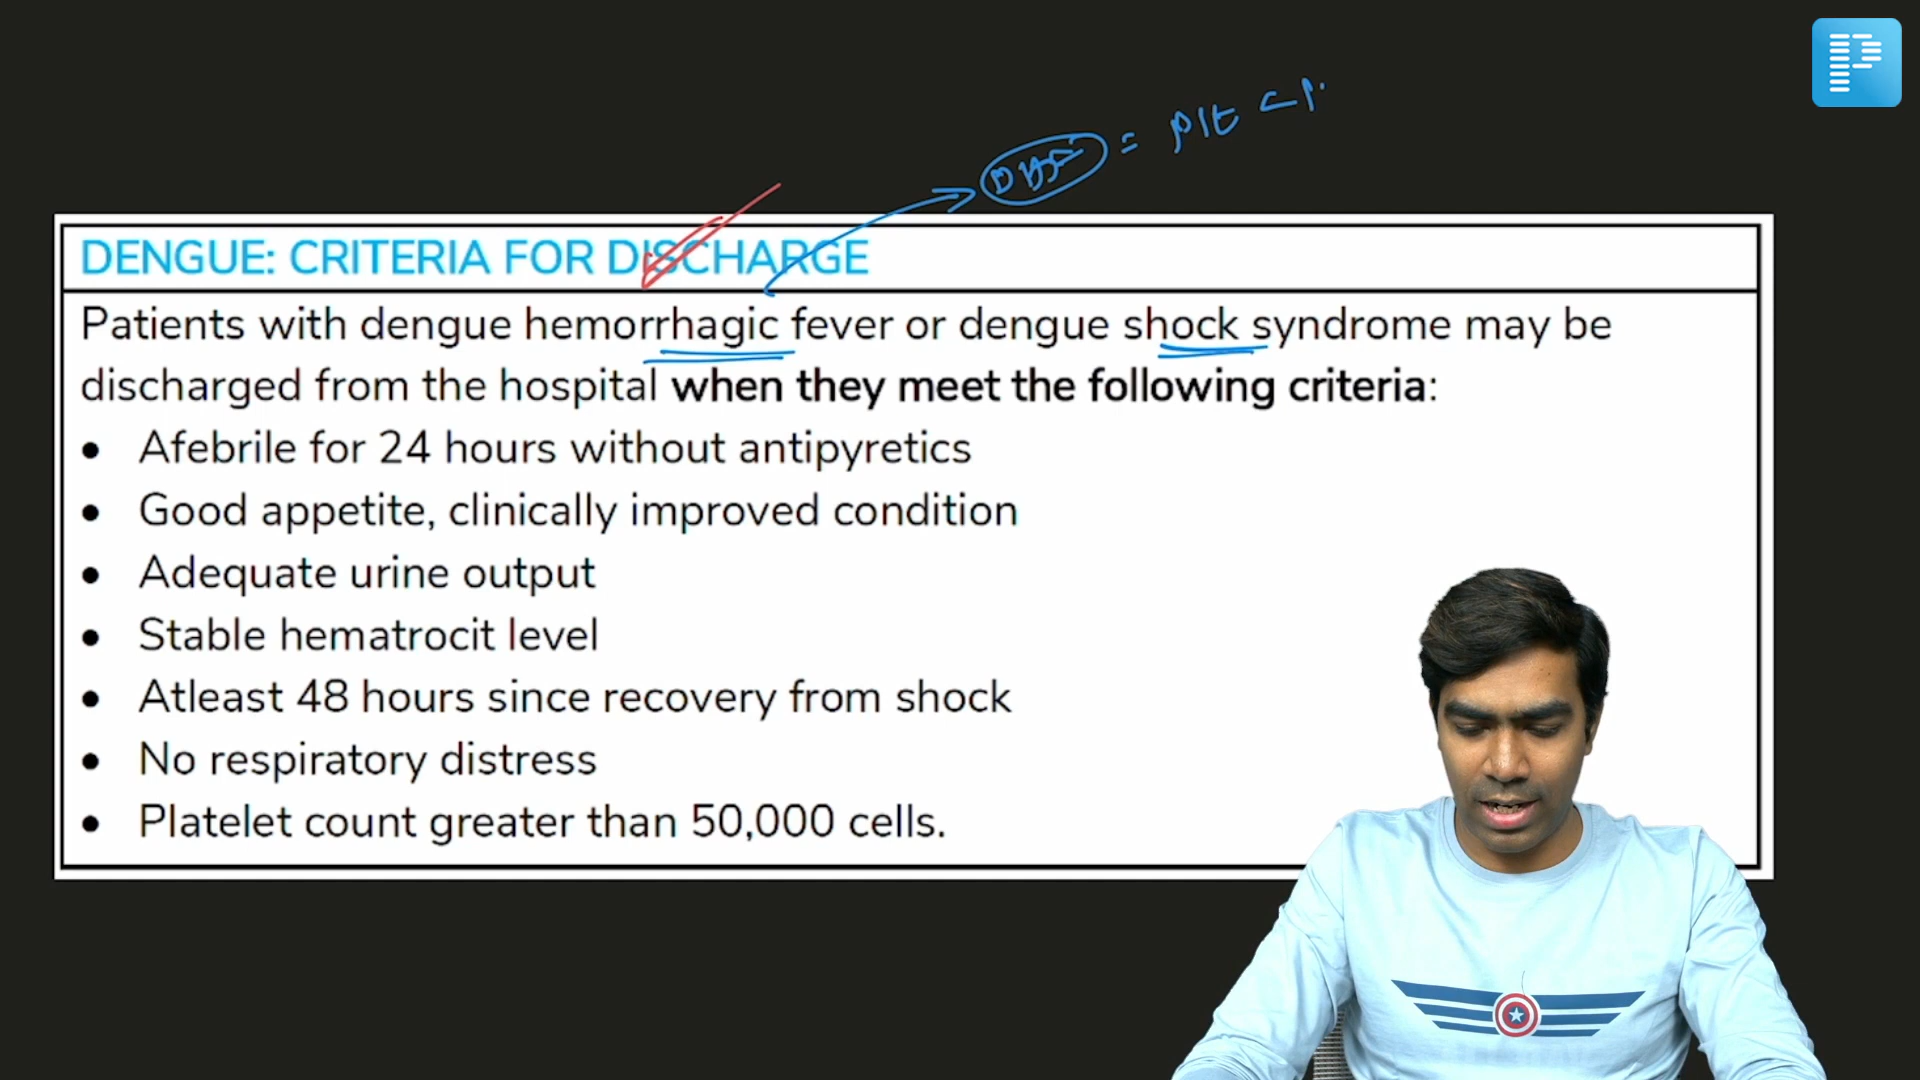 DHF = Plt < 1
DENGUE: CRITERIA FOR DISCHARGE
Patients with dengue hemorrhagic fever or dengue shock syndrome may be
discharged from the hospital when they meet the following criteria:
• Afebrile for 24 hours without antipyretics
• Good appetite, clinically improved condition
• Adequate urine output
• Stable hematrocit level
• Atleast 48 hours since recovery from shock
• No respiratory distress
• Platelet count greater than 50,000 cells.